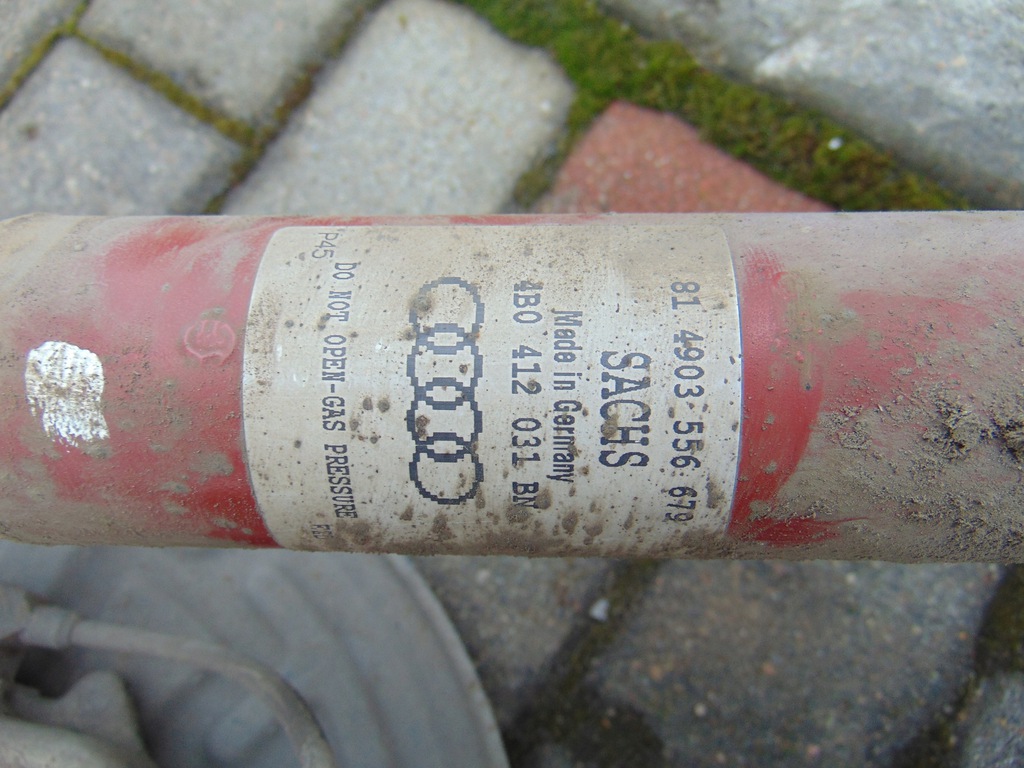 81 4903 556 679
SACHS
Made in Germany
4B0 412 031 BN
DO NOT OPEN-GAS PRESSURE
P45